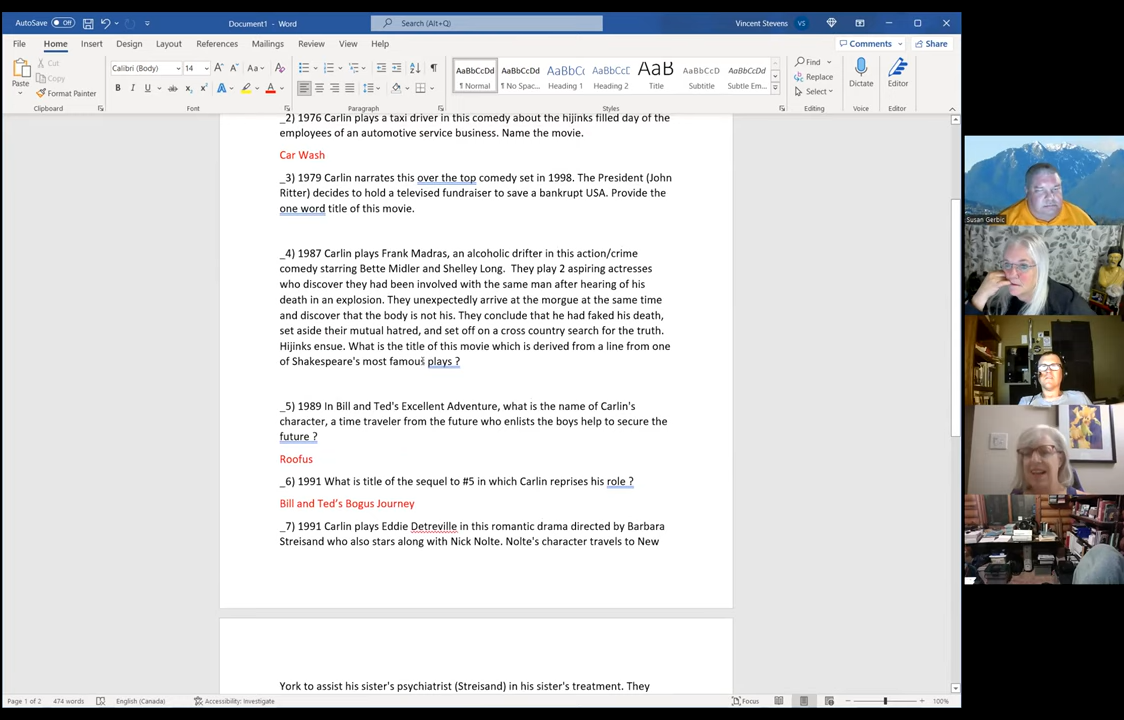 AutoSave Off Document1 - Word Search (Alt+Q) Vincent Stevens VS
File Home Insert Design Layout References Mailings Review View Help Comments Share
Paste Cut Copy Format Painter
Calibri (Body) 14
Find Replace Select Dictate Editor
AaBbCcDd AaBbCcDd AaBbCc AaBbCcD AaB AaBbCcDd AaBbCcDd
¶ Normal ¶ No Spac... Heading 1 Heading 2 Title Subtitle Subtle Em...
Clipboard Font Paragraph Styles Editing Voice Editor
_2) 1976 Carlin plays a taxi driver in this comedy about the hijinks filled day of the
employees of an automotive service business. Name the movie.
Car Wash
_3) 1979 Carlin narrates this over the top comedy set in 1998. The President (John
Ritter) decides to hold a televised fundraiser to save a bankrupt USA. Provide the
one word title of this movie.
_4) 1987 Carlin plays Frank Madras, an alcoholic drifter in this action/crime
comedy starring Bette Midler and Shelley Long. They play 2 aspiring actresses
who discover they had been involved with the same man after hearing of his
death in an explosion. They unexpectedly arrive at the morgue at the same time
and discover that the body is not his. They conclude that he had faked his death,
set aside their mutual hatred, and set off on a cross country search for the truth.
Hijinks ensue. What is the title of this movie which is derived from a line from one
of Shakespeare's most famous plays ?
_5) 1989 In Bill and Ted's Excellent Adventure, what is the name of Carlin's
character, a time traveler from the future who enlists the boys help to secure the
future ?
Roofus
_6) 1991 What is title of the sequel to #5 in which Carlin reprises his role ?
Bill and Ted's Bogus Journey
_7) 1991 Carlin plays Eddie Detreville in this romantic drama directed by Barbara
Streisand who also stars along with Nick Nolte. Nolte's character travels to New
York to assist his sister's psychiatrist (Streisand) in his sister's treatment. They
Page 1 of 2 474 words English (Canada) Accessibility: Investigate Focus 100%
Susan Gerbic